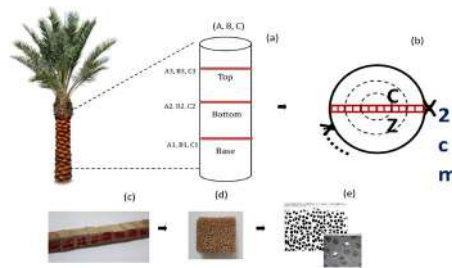 (A, B, C)
(a)
(b)
A3, B3, C3
Top
A2, B2, C2
Bottom
A1, B1, C1
Base
C
Z
2
c
m
(c)
(d)
(e)